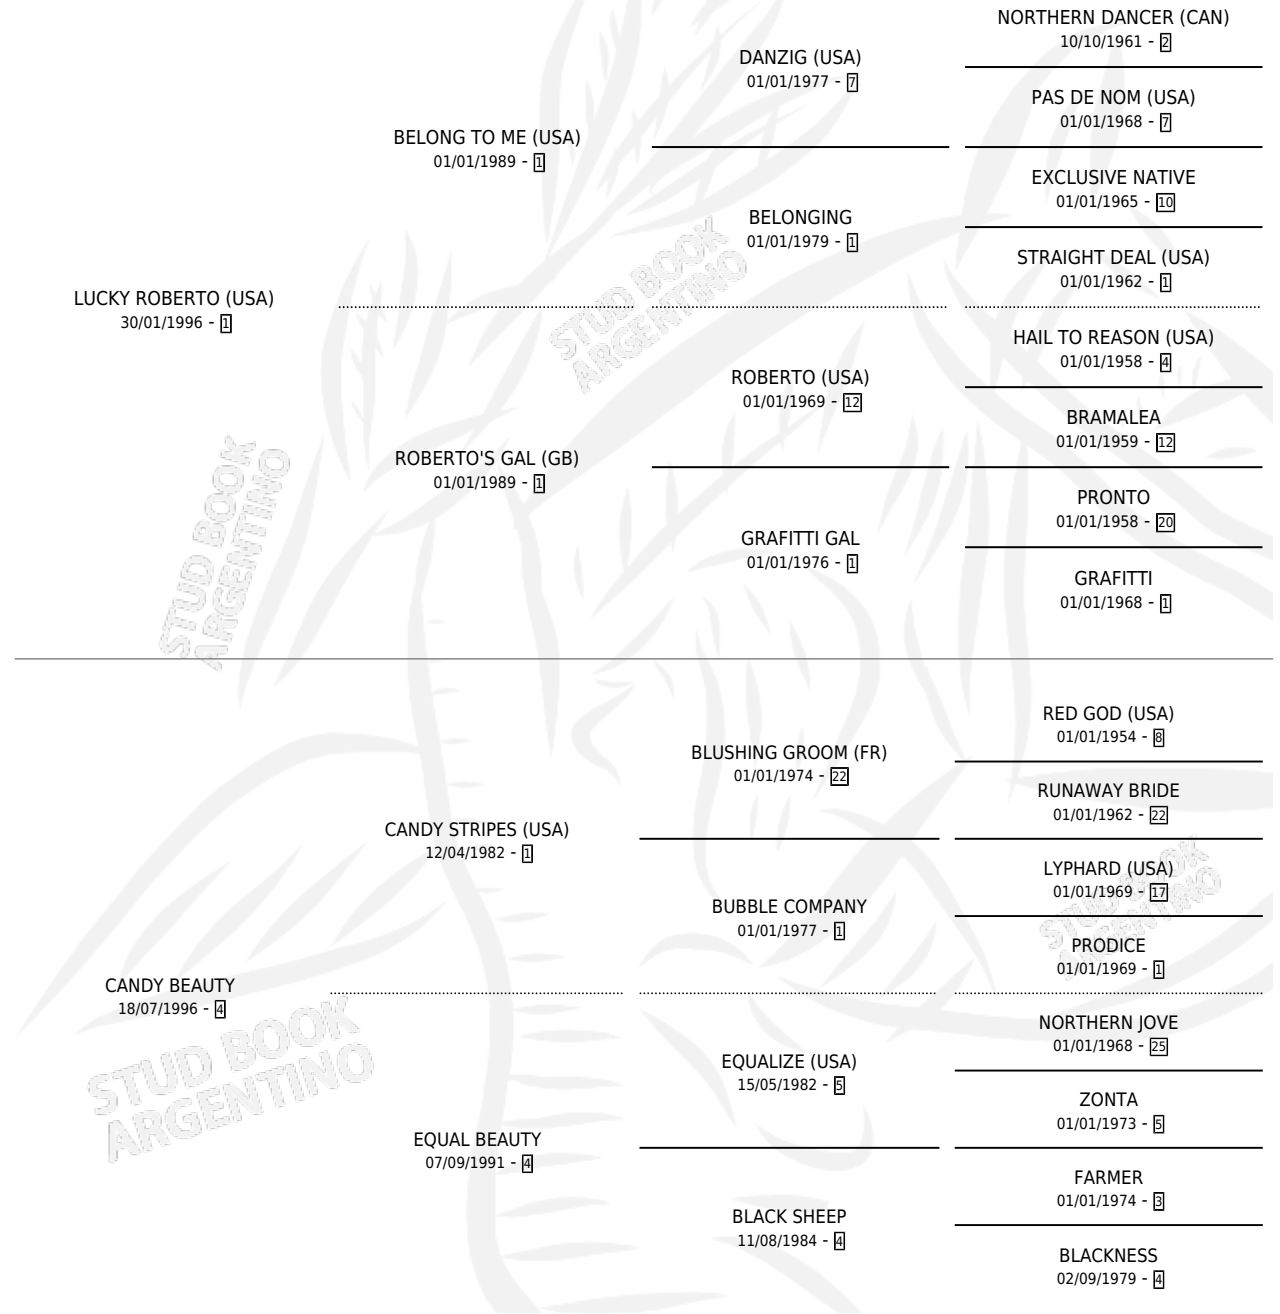 NORTHERN DANCER (CAN)
10/10/1961 - 2
DANZIG (USA)
01/01/1977 - 7
PAS DE NOM (USA)
01/01/1968 - 7
BELONG TO ME (USA)
01/01/1989 - 1
EXCLUSIVE NATIVE
01/01/1965 - 10
BELONGING
01/01/1979 - 1
STRAIGHT DEAL (USA)
01/01/1962 - 1
LUCKY ROBERTO (USA)
30/01/1996 - 1
HAIL TO REASON (USA)
01/01/1958 - 4
ROBERTO (USA)
01/01/1969 - 12
BRAMALEA
01/01/1959 - 12
ROBERTO'S GAL (GB)
01/01/1989 - 1
PRONTO
01/01/1958 - 20
GRAFITTI GAL
01/01/1976 - 1
GRAFITTI
01/01/1968 - 1
RED GOD (USA)
01/01/1954 - 8
BLUSHING GROOM (FR)
01/01/1974 - 22
RUNAWAY BRIDE
01/01/1962 - 22
CANDY STRIPES (USA)
12/04/1982 - 1
LYPHARD (USA)
01/01/1969 - 17
BUBBLE COMPANY
01/01/1977 - 1
PRODICE
01/01/1969 - 1
CANDY BEAUTY
18/07/1996 - 4
NORTHERN JOVE
01/01/1968 - 25
EQUALIZE (USA)
15/05/1982 - 5
ZONTA
01/01/1973 - 5
EQUAL BEAUTY
07/09/1991 - 4
FARMER
01/01/1974 - 3
BLACK SHEEP
11/08/1984 - 4
BLACKNESS
02/09/1979 - 4
STUD BOOK
ARGENTINO
STUD BOOK
ARGENTINO
STUD BOOK
ARGENTINO
STUD BOOK
ARGENTINO